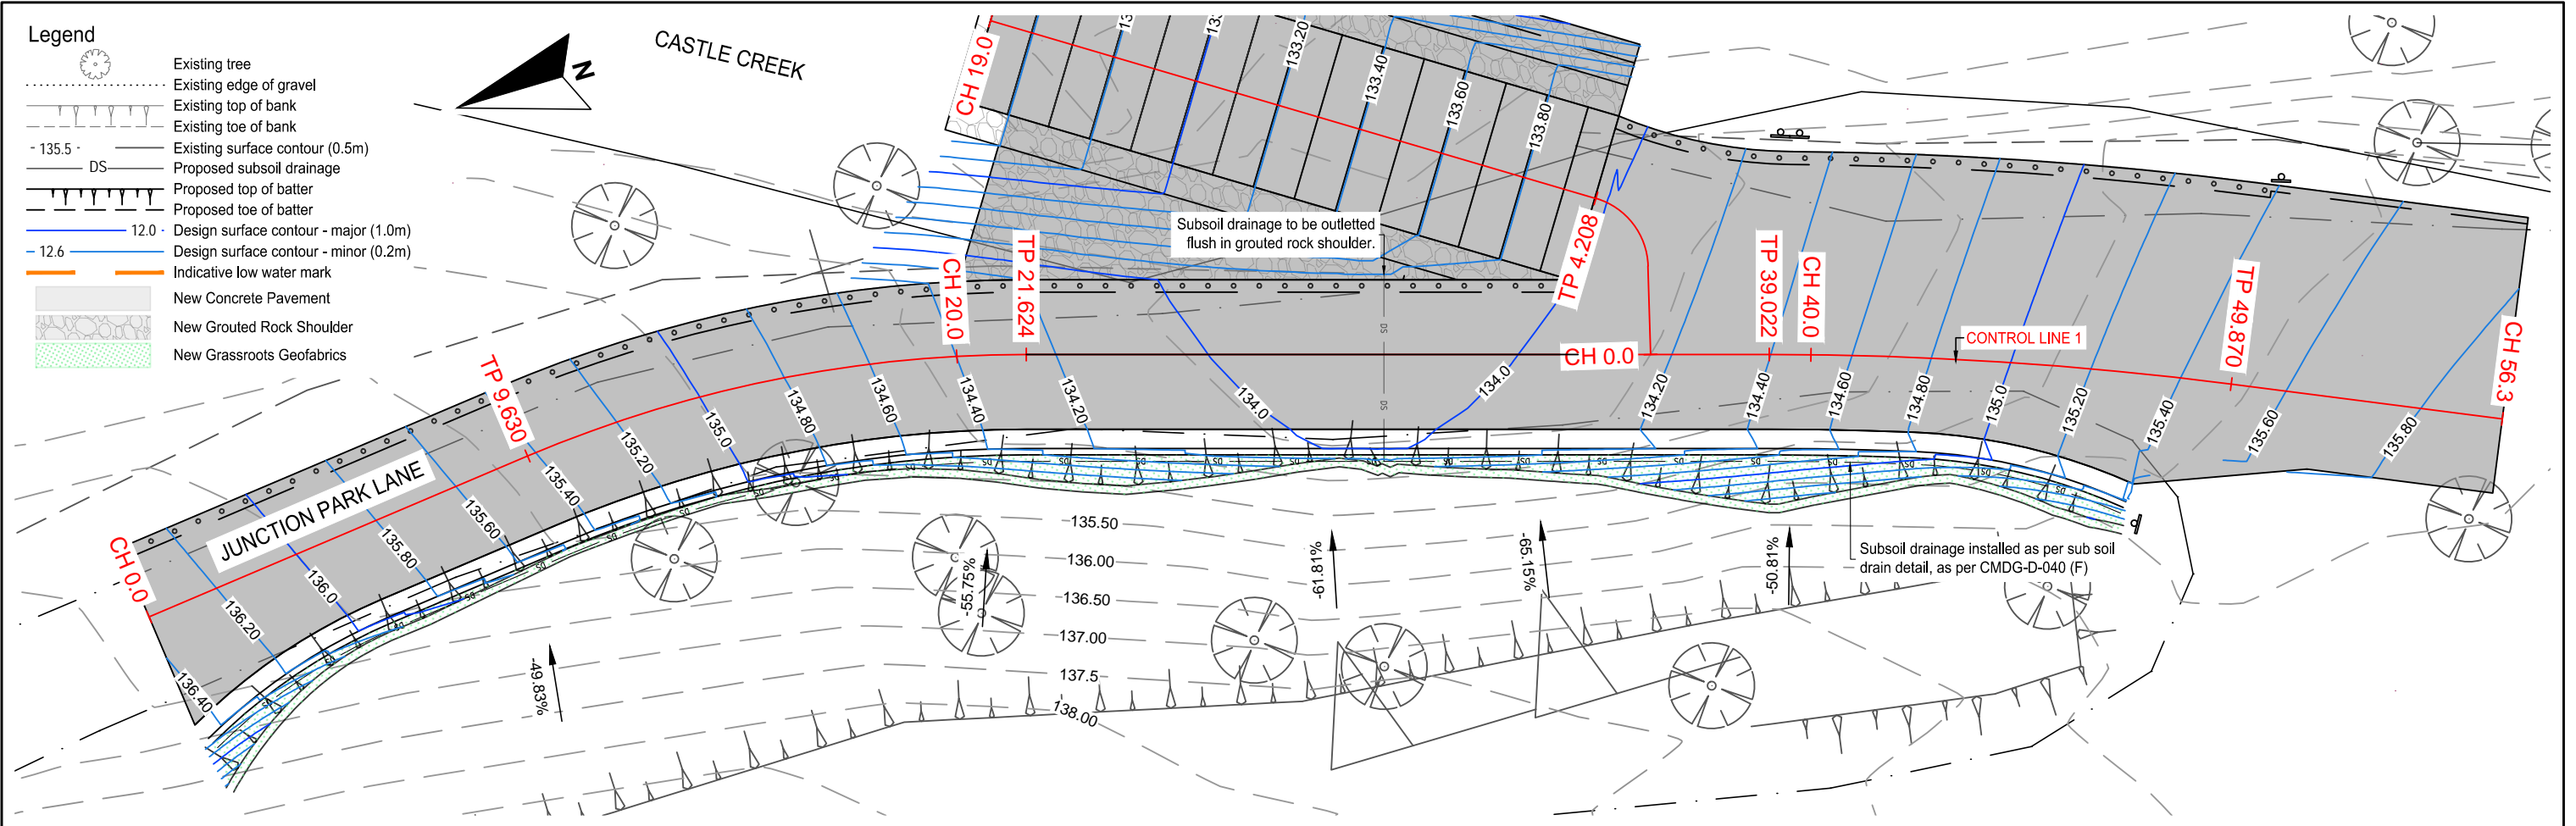 Legend
Existing tree
Existing edge of gravel
Existing top of bank
Existing toe of bank
135.5 Existing surface contour (0.5m)
DS Proposed subsoil drainage
Proposed top of batter
Proposed toe of batter
12.0 Design surface contour - major (1.0m)
12.6 Design surface contour - minor (0.2m)
Indicative low water mark
New Concrete Pavement
New Grouted Rock Shoulder
New Grassroots Geofabrics
N
CASTLE CREEK
CH 19.0
133.20
133.40
133.60
133.80
Subsoil drainage to be outletted
flush in grouted rock shoulder.
TP 4.208
CH 20.0
TP 21.624
TP 39.022
CH 40.0
CONTROL LINE 1
TP 49.870
CH 56.3
CH 0.0
TP 9.630
JUNCTION PARK LANE
CH 0.0
136.40
136.20
136.0
135.80
135.60
135.40
135.20
135.0
134.80
134.60
134.40
134.20
134.0
134.0
134.20
134.40
134.60
134.80
135.0
135.20
135.40
135.60
135.80
DS
DS
135.50
136.00
136.50
137.00
137.5
138.00
-49.83%
-55.75%
-61.81%
-65.15%
-50.81%
Subsoil drainage installed as per sub soil
drain detail, as per CMDG-D-040 (F)